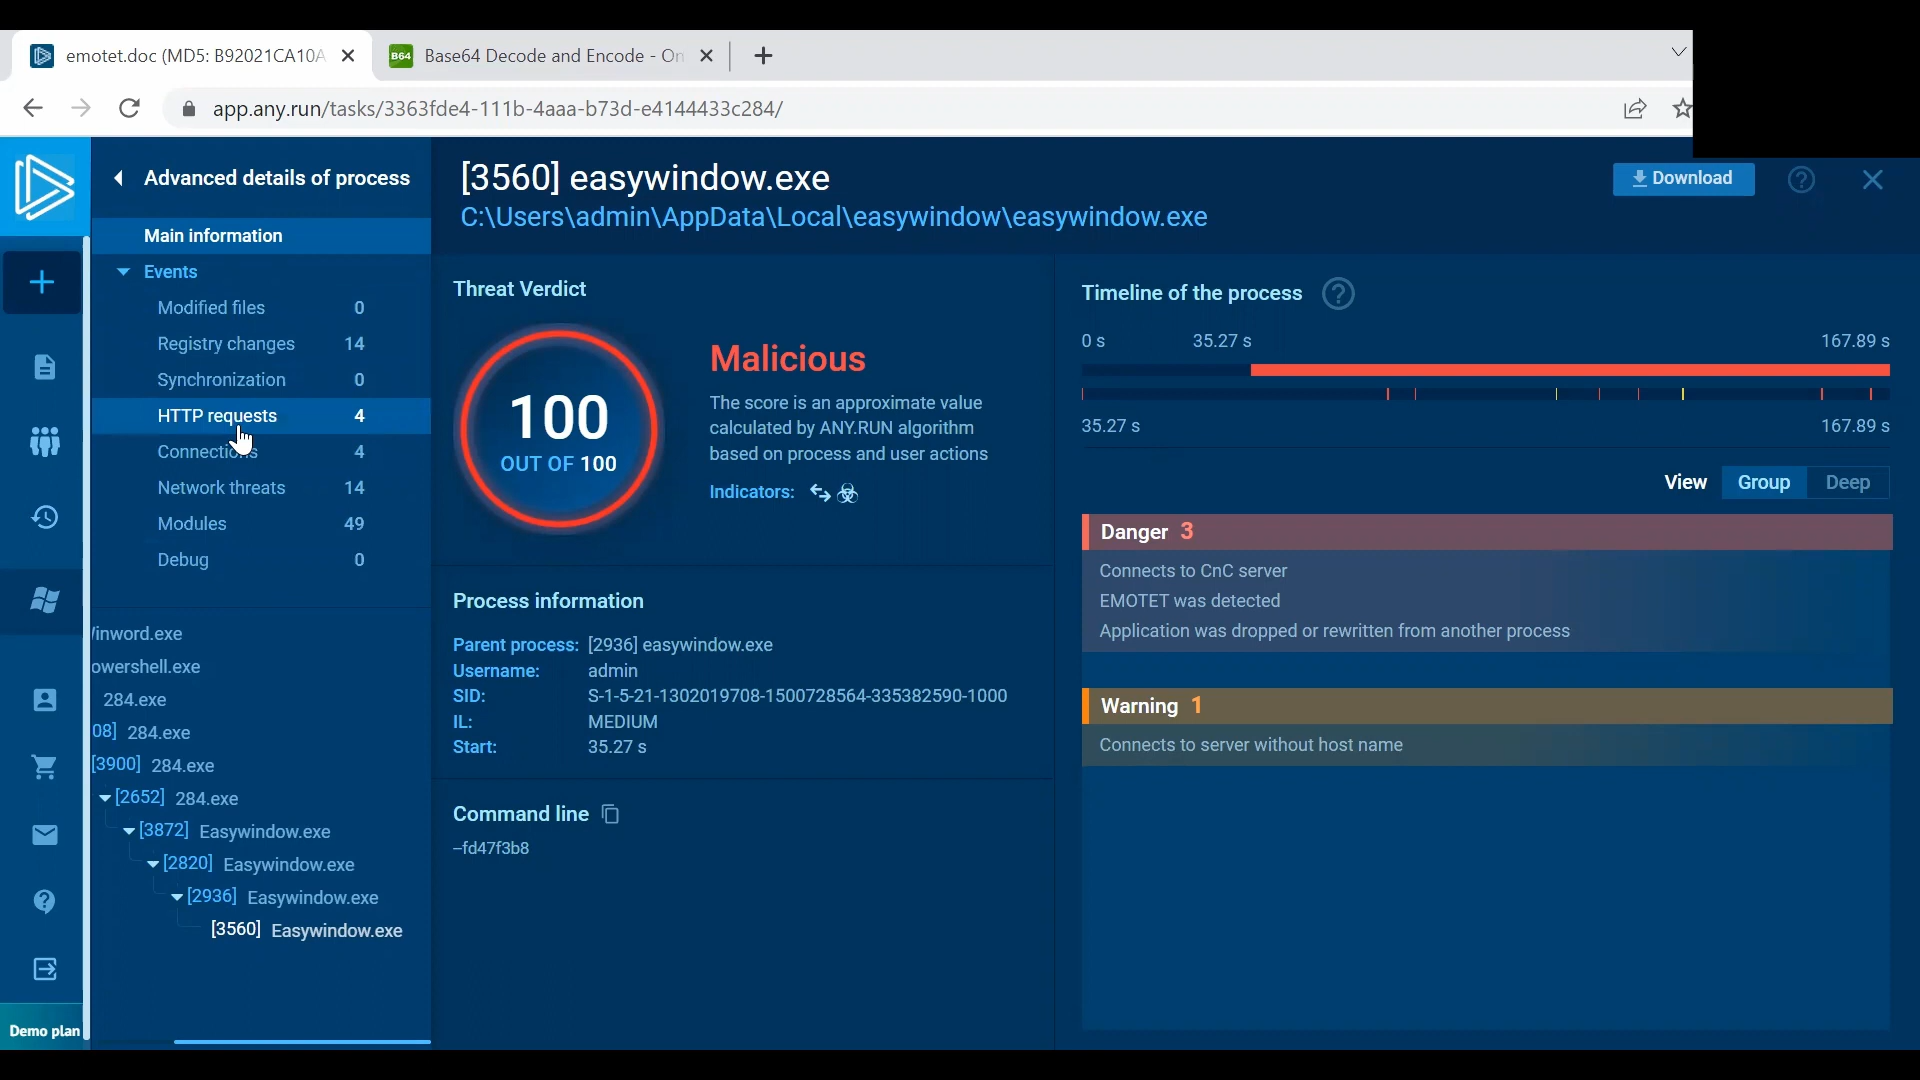 emotet.doc (MD5: B92021CA10A
B64 Base64 Decode and Encode - On
app.any.run/tasks/3363fde4-111b-4aaa-b73d-e4144433c284/
Advanced details of process
Main information
Events
Modified files 0
Registry changes 14
Synchronization 0
HTTP requests 4
Connections 4
Network threats 14
Modules 49
Debug 0
inword.exe
owershell.exe
284.exe
08] 284.exe
[3900] 284.exe
[2652] 284.exe
[3872] Easywindow.exe
[2820] Easywindow.exe
[2936] Easywindow.exe
[3560] Easywindow.exe
Demo plan
[3560] easywindow.exe
C:\Users\admin\AppData\Local\easywindow\easywindow.exe
Download
Threat Verdict
100
OUT OF 100
Malicious
The score is an approximate value
calculated by ANY.RUN algorithm
based on process and user actions
Indicators:
Process information
Parent process: [2936] easywindow.exe
Username: admin
SID: S-1-5-21-1302019708-1500728564-335382590-1000
IL: MEDIUM
Start: 35.27 s
Command line
–fd47f3b8
Timeline of the process
0 s 35.27 s 167.89 s
35.27 s 167.89 s
View Group Deep
Danger 3
Connects to CnC server
EMOTET was detected
Application was dropped or rewritten from another process
Warning 1
Connects to server without host name